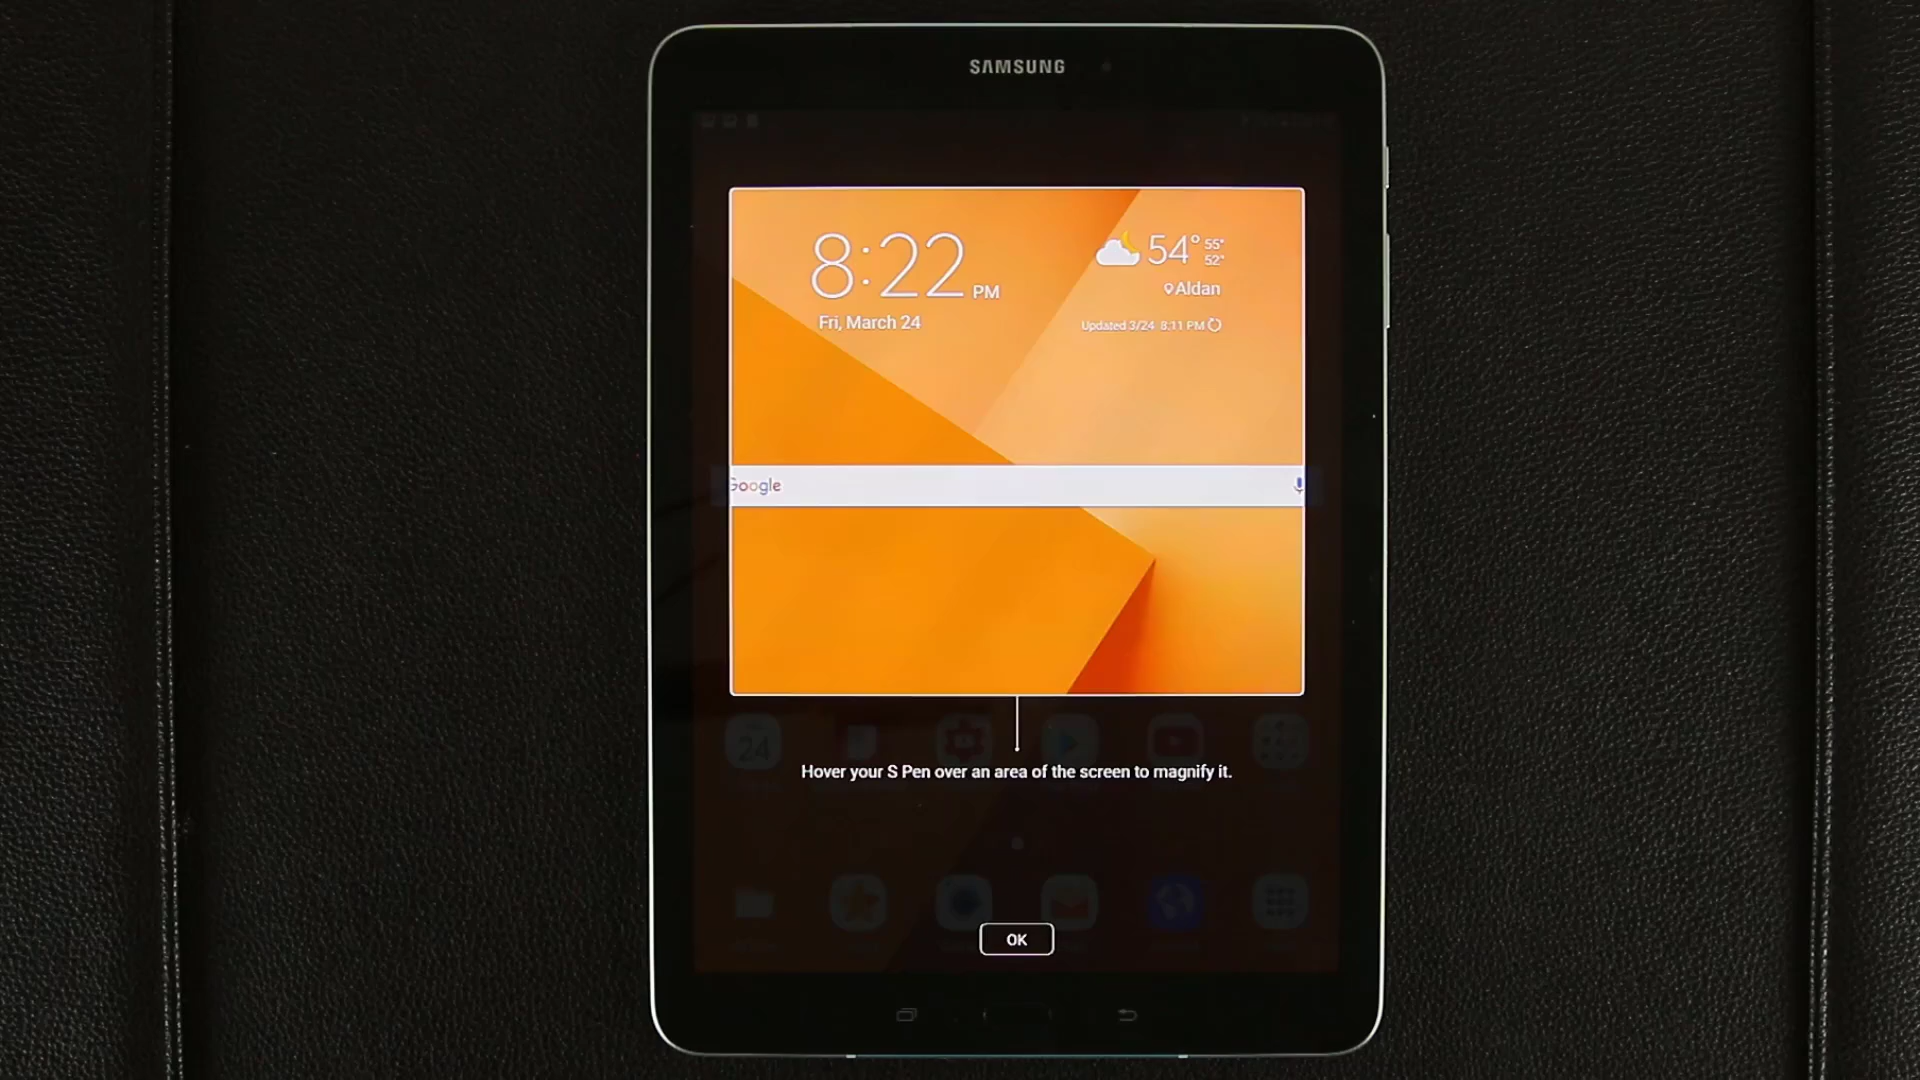 SAMSUNG
8:22 PM
54° 55°
52°
Aldan
Fri, March 24
Updated 3/24 8:11 PM
Google
24
Hover your S Pen over an area of the screen to magnify it.
OK